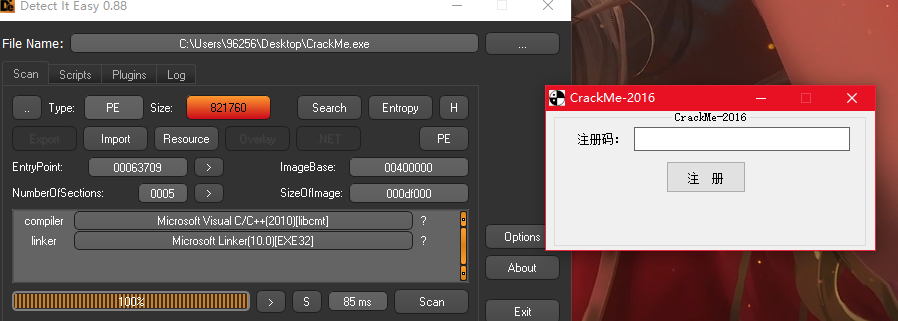 Detect It Easy 0.88
File Name: C:\Users\96256\Desktop\CrackMe.exe ...
Scan Scripts Plugins Log
.. Type: PE Size: 821760 Search Entropy H
Export Import Resource Overlay .NET PE
EntryPoint: 00063709 > ImageBase: 00400000
NumberOfSections: 0005 > SizeOfImage: 000df000
compiler Microsoft Visual C/C++(2010)[libcmt] ?
linker Microsoft Linker(10.0)[EXE32] ?
Options
About
100% > S 85 ms Scan
Exit
CrackMe-2016
CrackMe-2016
注册码：
注 册